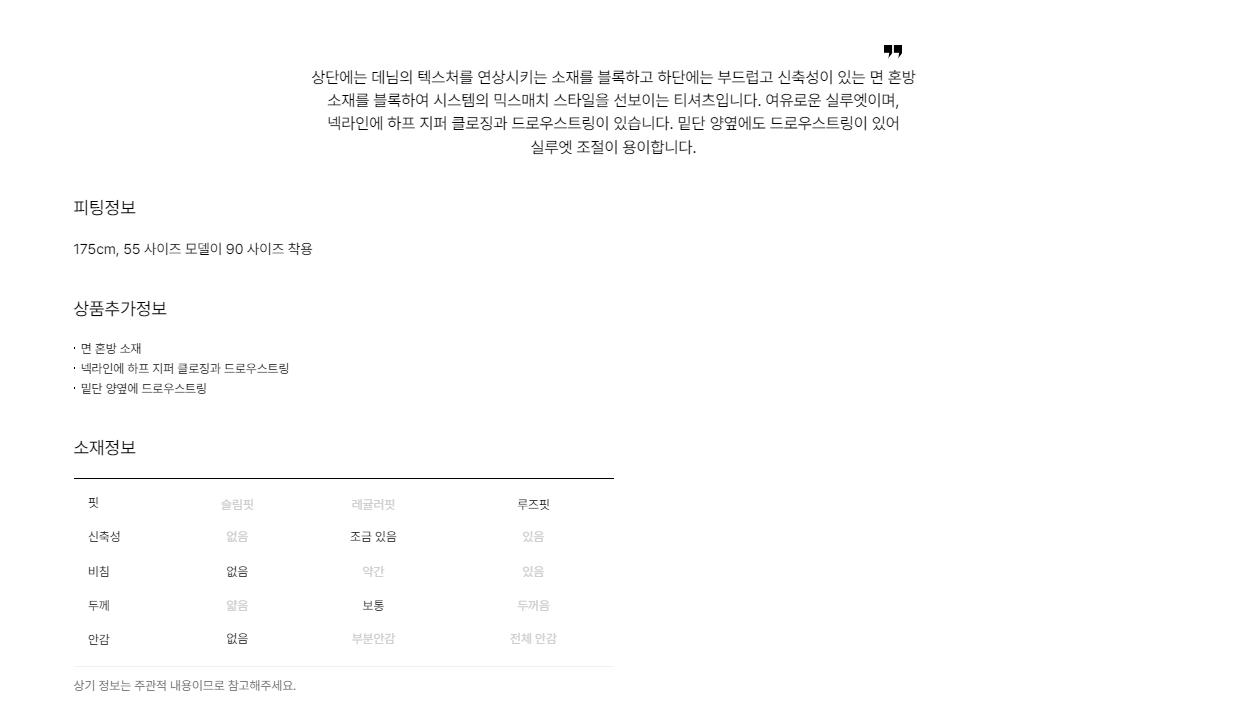 ❞
상단에는 데님의 텍스처를 연상시키는 소재를 블록하고 하단에는 부드럽고 신축성이 있는 면 혼방
소재를 블록하여 시스템의 믹스매치 스타일을 선보이는 티셔츠입니다. 여유로운 실루엣이며,
넥라인에 하프 지퍼 클로징과 드로우스트링이 있습니다. 밑단 양옆에도 드로우스트링이 있어
실루엣 조절이 용이합니다.
피팅정보
175cm, 55 사이즈 모델이 90 사이즈 착용
상품추가정보
· 면 혼방 소재
· 넥라인에 하프 지퍼 클로징과 드로우스트링
· 밑단 양옆에 드로우스트링
소재정보
핏 슬림핏 레귤러핏 루즈핏
신축성 없음 조금 있음 있음
비침 없음 약간 있음
두께 얇음 보통 두꺼움
안감 없음 부분안감 전체 안감
상기 정보는 주관적 내용이므로 참고해주세요.